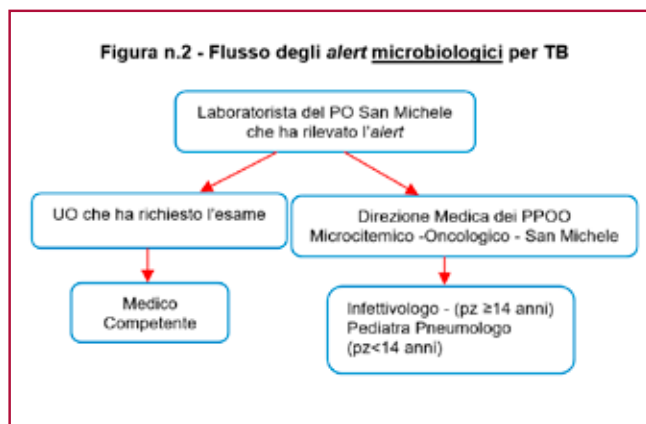 Figura n.2 - Flusso degli alert microbiologici per TB
Laboratorista del PO San Michele
che ha rilevato l'alert
UO che ha richiesto l'esame
Direzione Medica dei PPOO
Microcitemico -Oncologico - San Michele
Medico
Competente
Infettivologo - (pz ≥14 anni)
Pediatra Pneumologo
(pz<14 anni)